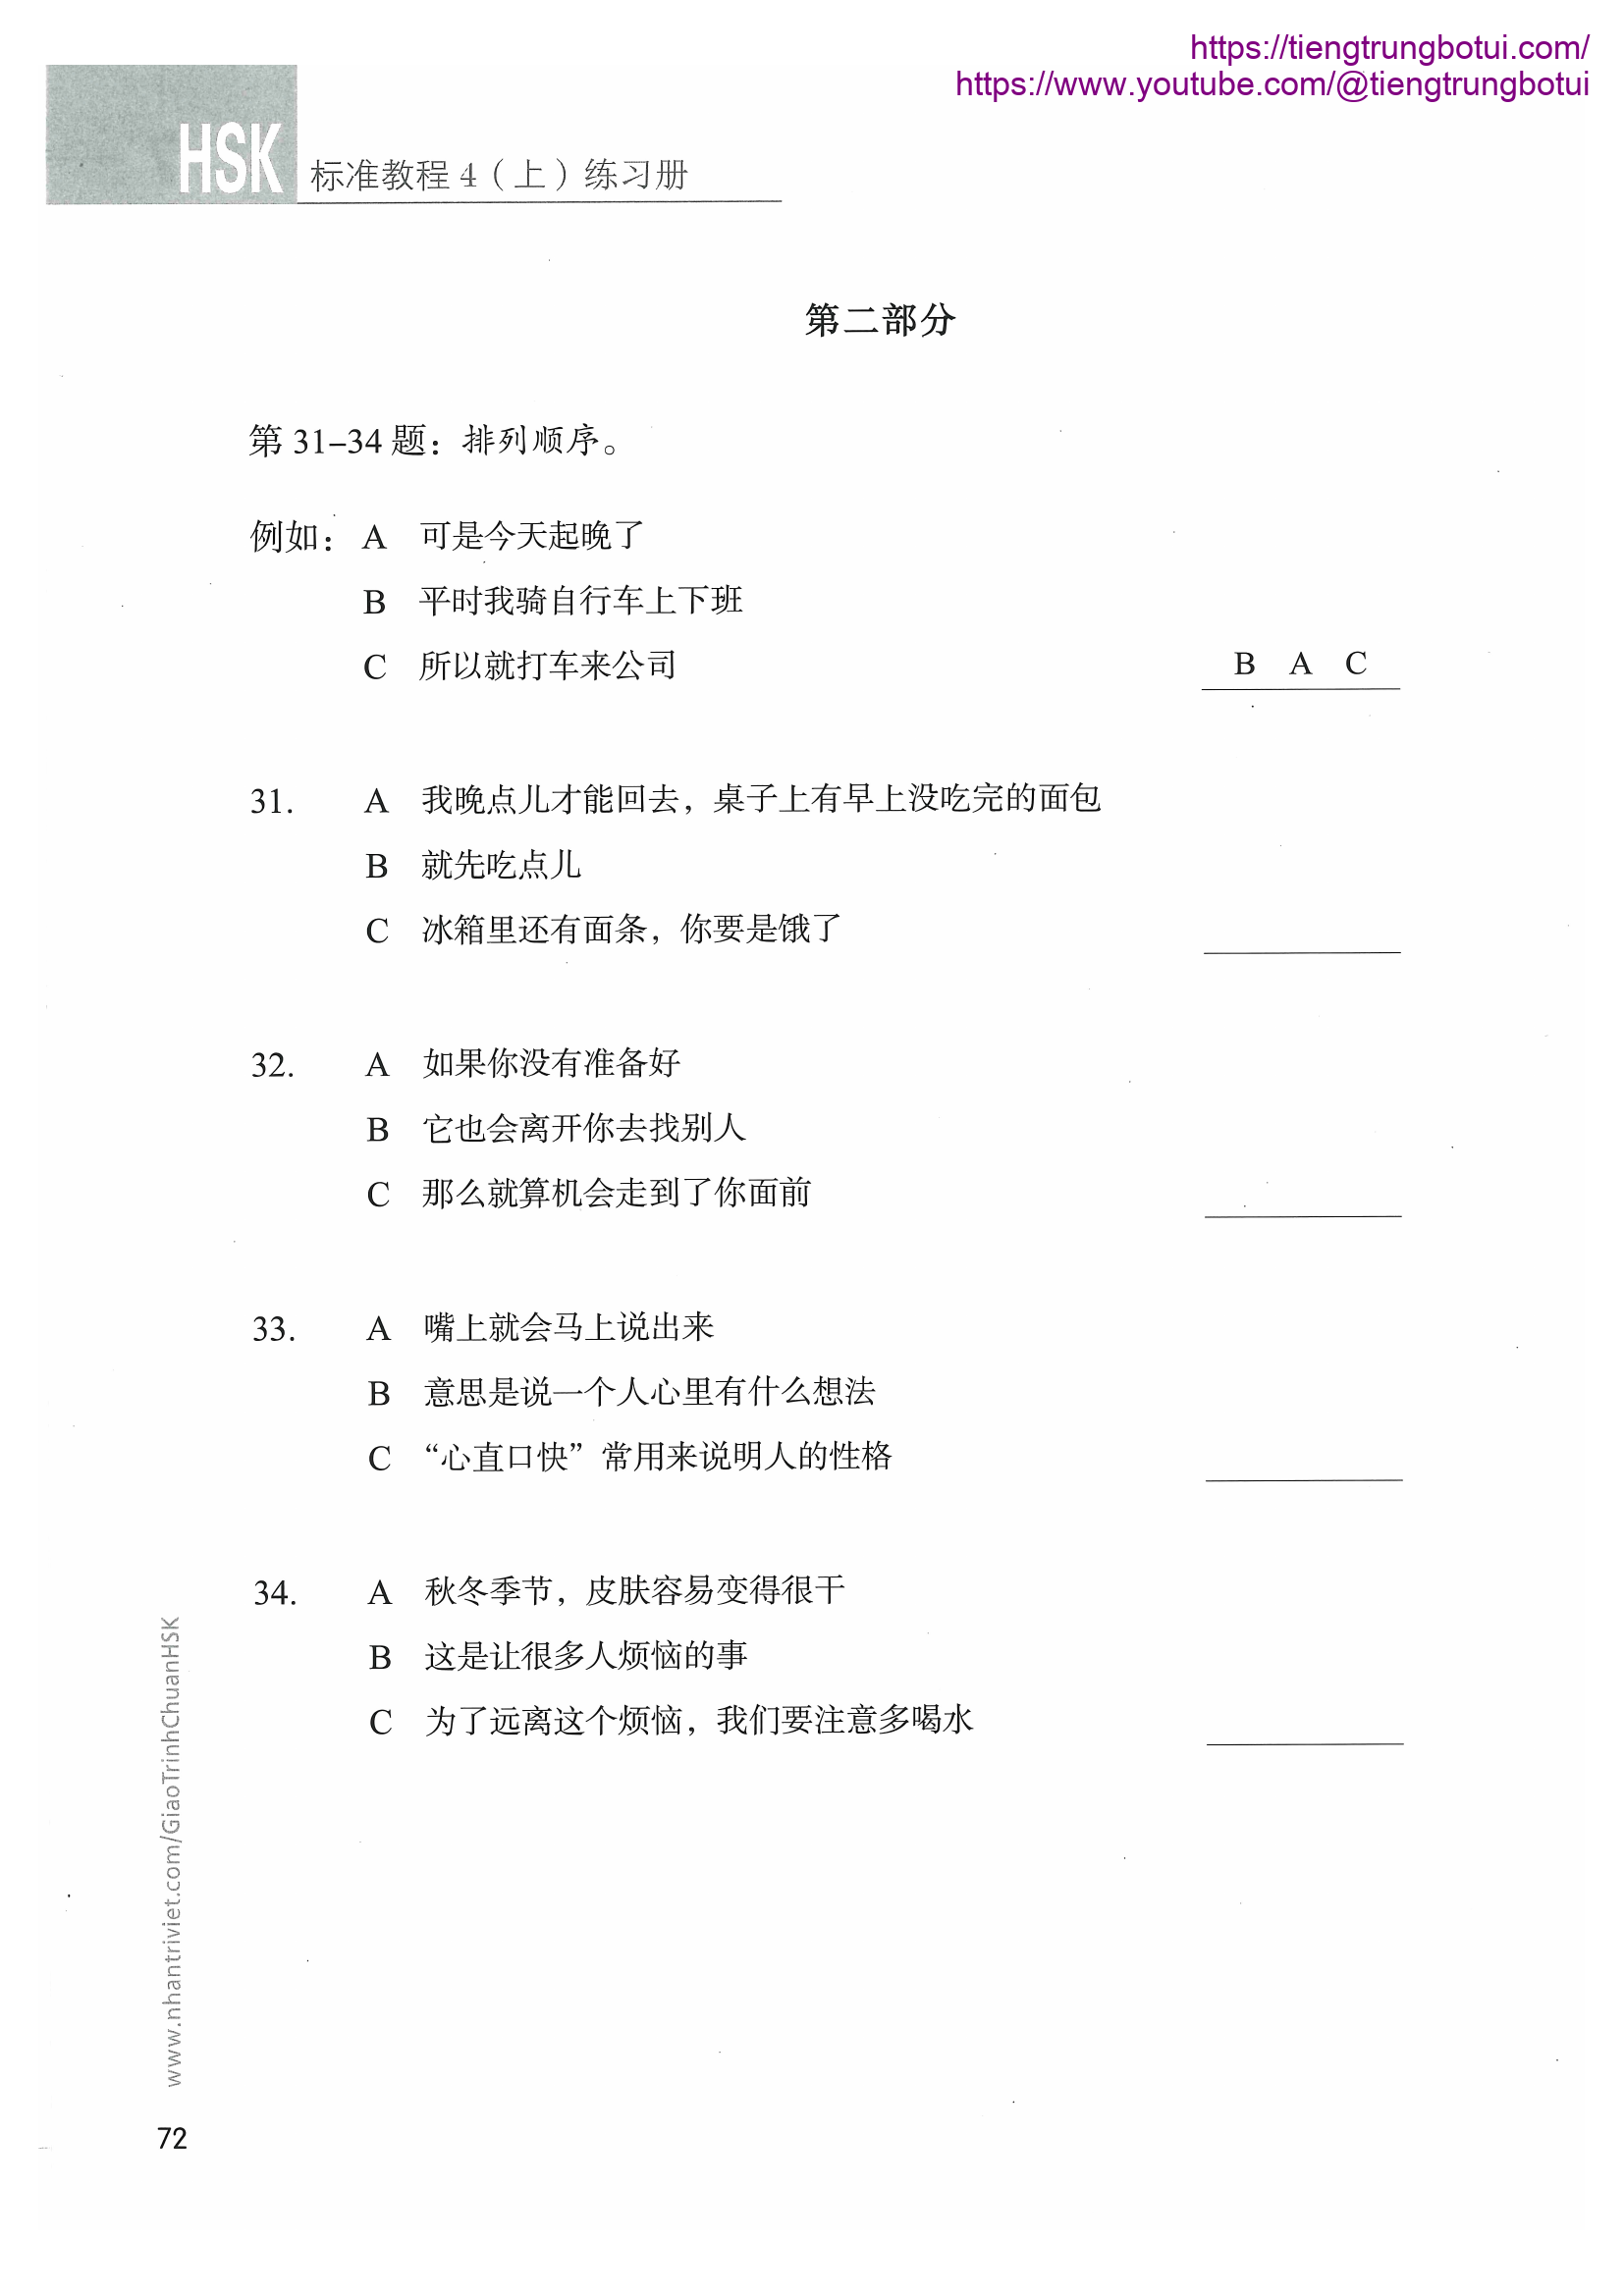 https://tiengtrungbotui.com/
https://www.youtube.com/@tiengtrungbotui
HSK 标准教程 4（上）练习册
第二部分
第 31–34 题：排列顺序。
例如： A 可是今天起晚了
B 平时我骑自行车上下班
C 所以就打车来公司 B A C
31. A 我晚点儿才能回去，桌子上有早上没吃完的面包
B 就先吃点儿
C 冰箱里还有面条，你要是饿了
32. A 如果你没有准备好
B 它也会离开你去找别人
C 那么就算机会走到了你面前
33. A 嘴上就会马上说出来
B 意思是说一个人心里有什么想法
C “心直口快”常用来说明人的性格
34. A 秋冬季节，皮肤容易变得很干
B 这是让很多人烦恼的事
C 为了远离这个烦恼，我们要注意多喝水
www.nhantriviet.com/GiaoTrinhChuanHSK
72